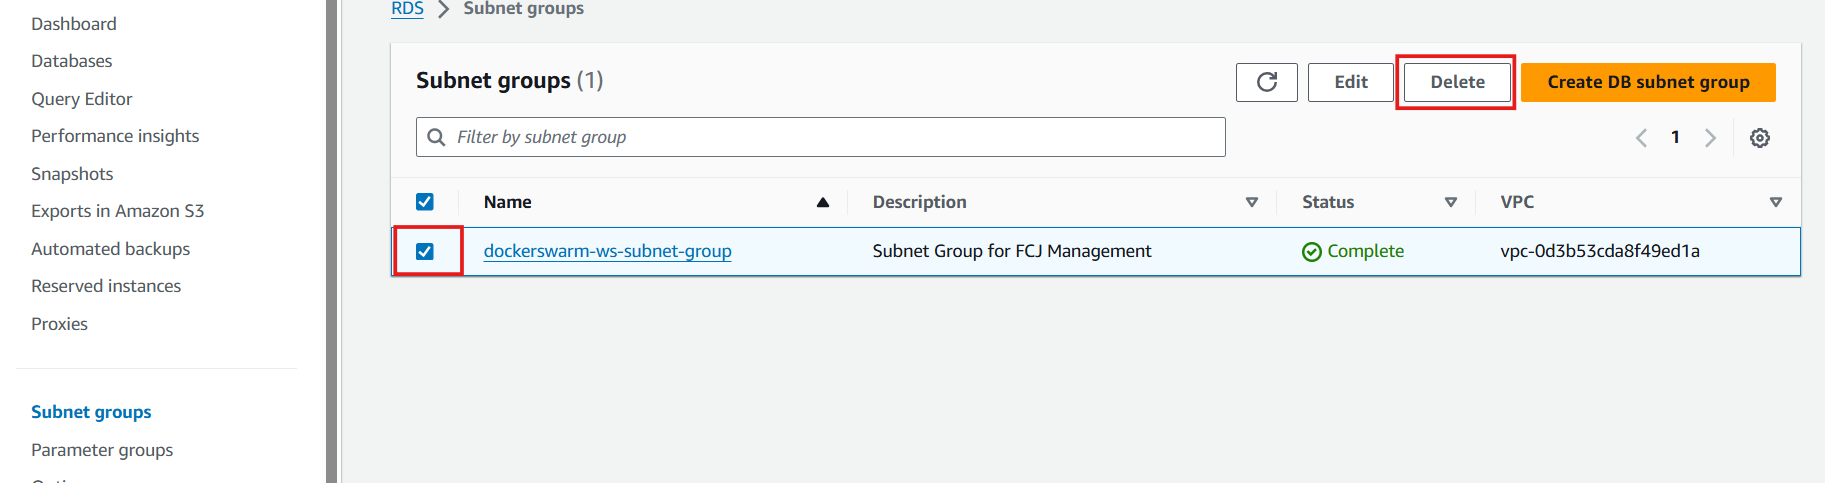 RDS > Subnet groups
Dashboard
Databases
Query Editor
Performance insights
Snapshots
Exports in Amazon S3
Automated backups
Reserved instances
Proxies
Subnet groups
Parameter groups
Subnet groups (1)
Edit
Delete
Create DB subnet group
Filter by subnet group
1
Name Description Status VPC
dockerswarm-ws-subnet-group Subnet Group for FCJ Management Complete vpc-0d3b53cda8f49ed1a